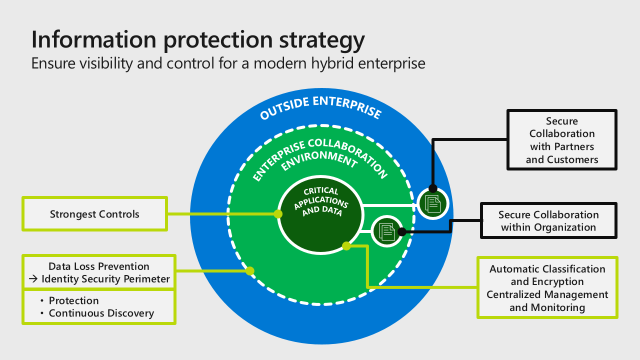 Information protection strategy
Ensure visibility and control for a modern hybrid enterprise
OUTSIDE ENTERPRISE
ENTERPRISE COLLABORATION
ENVIRONMENT
CRITICAL
APPLICATIONS
AND DATA
Secure
Collaboration
with Partners
and Customers
Strongest Controls
Secure Collaboration
within Organization
Data Loss Prevention
→ Identity Security Perimeter
• Protection
• Continuous Discovery
Automatic Classification
and Encryption
Centralized Management
and Monitoring